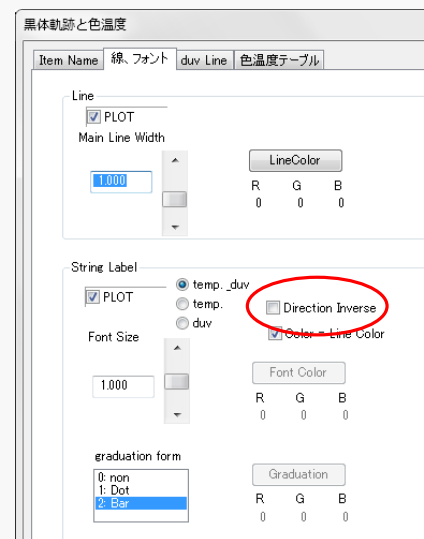 黒体軌跡と色温度
Item Name 線、フォント duv Line 色温度テーブル
Line
PLOT
Main Line Width
1.000
LineColor
R G B
0 0 0
String Label
PLOT
temp._duv
temp.
duv
Direction Inverse
Color = Line Color
Font Size
1.000
Font Color
R G B
0 0 0
graduation form
0: non
1: Dot
2: Bar
Graduation
R G B
0 0 0